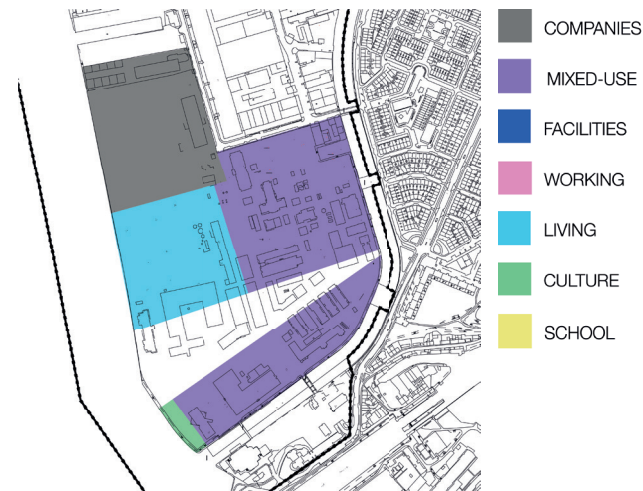 COMPANIES
MIXED-USE
FACILITIES
WORKING
LIVING
CULTURE
SCHOOL